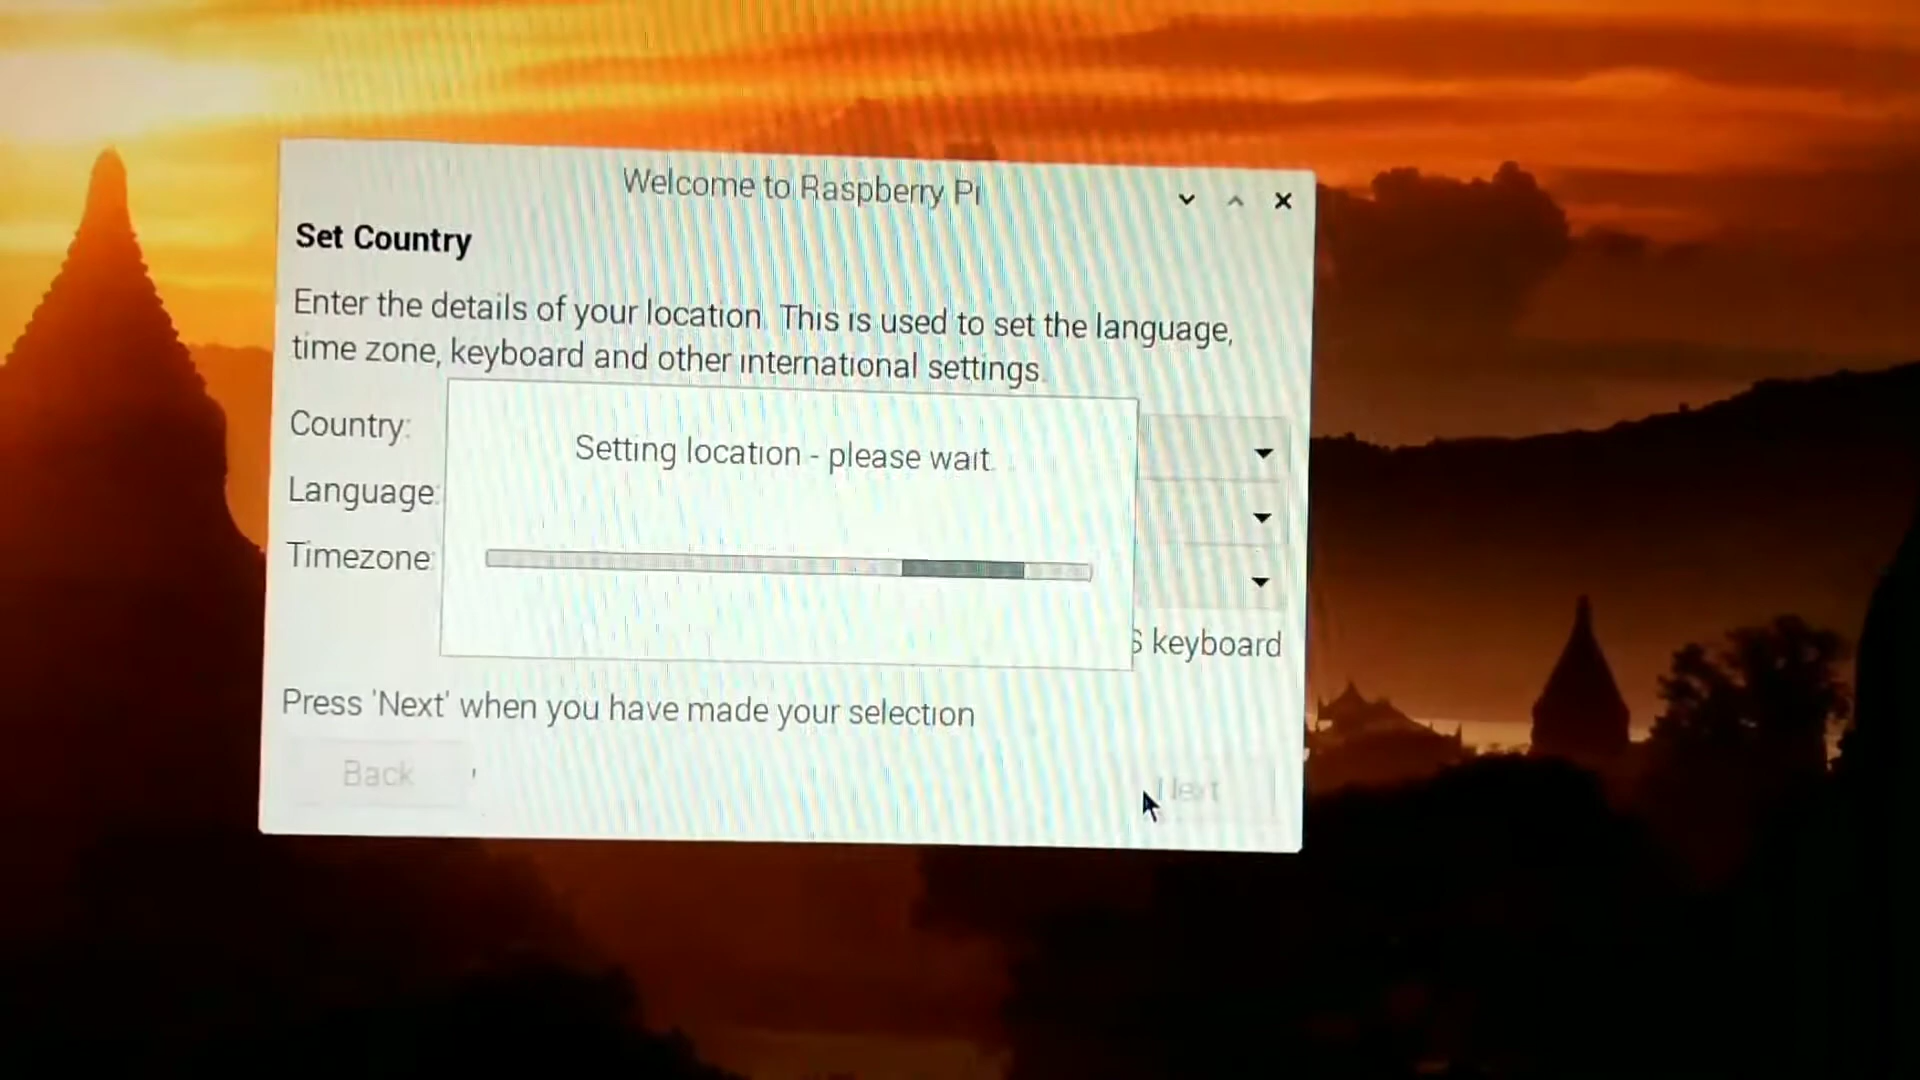 Welcome to Raspberry Pi
Set Country
Enter the details of your location. This is used to set the language,
time zone, keyboard and other international settings.
Country:
Setting location - please wait
Language:
Timezone:
keyboard
Press 'Next' when you have made your selection
Back
Next